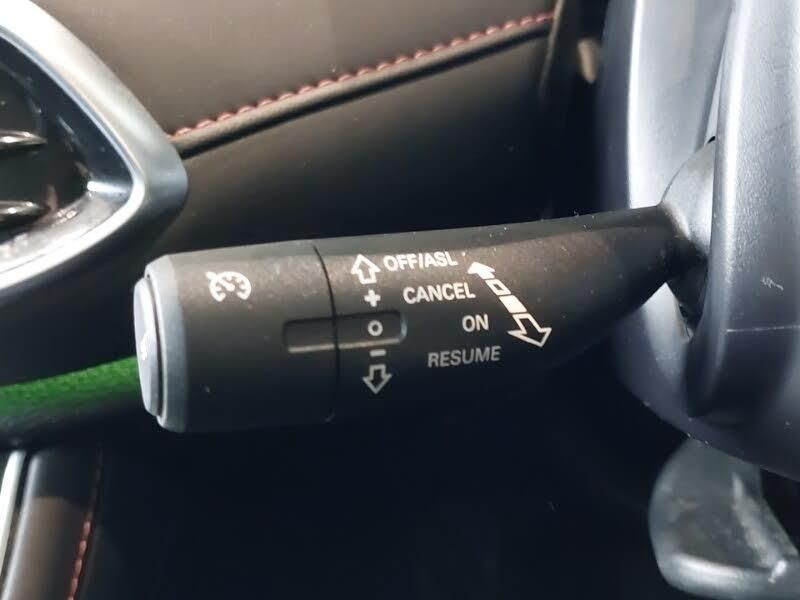 OFF/ASL
+ CANCEL
O ON
− RESUME